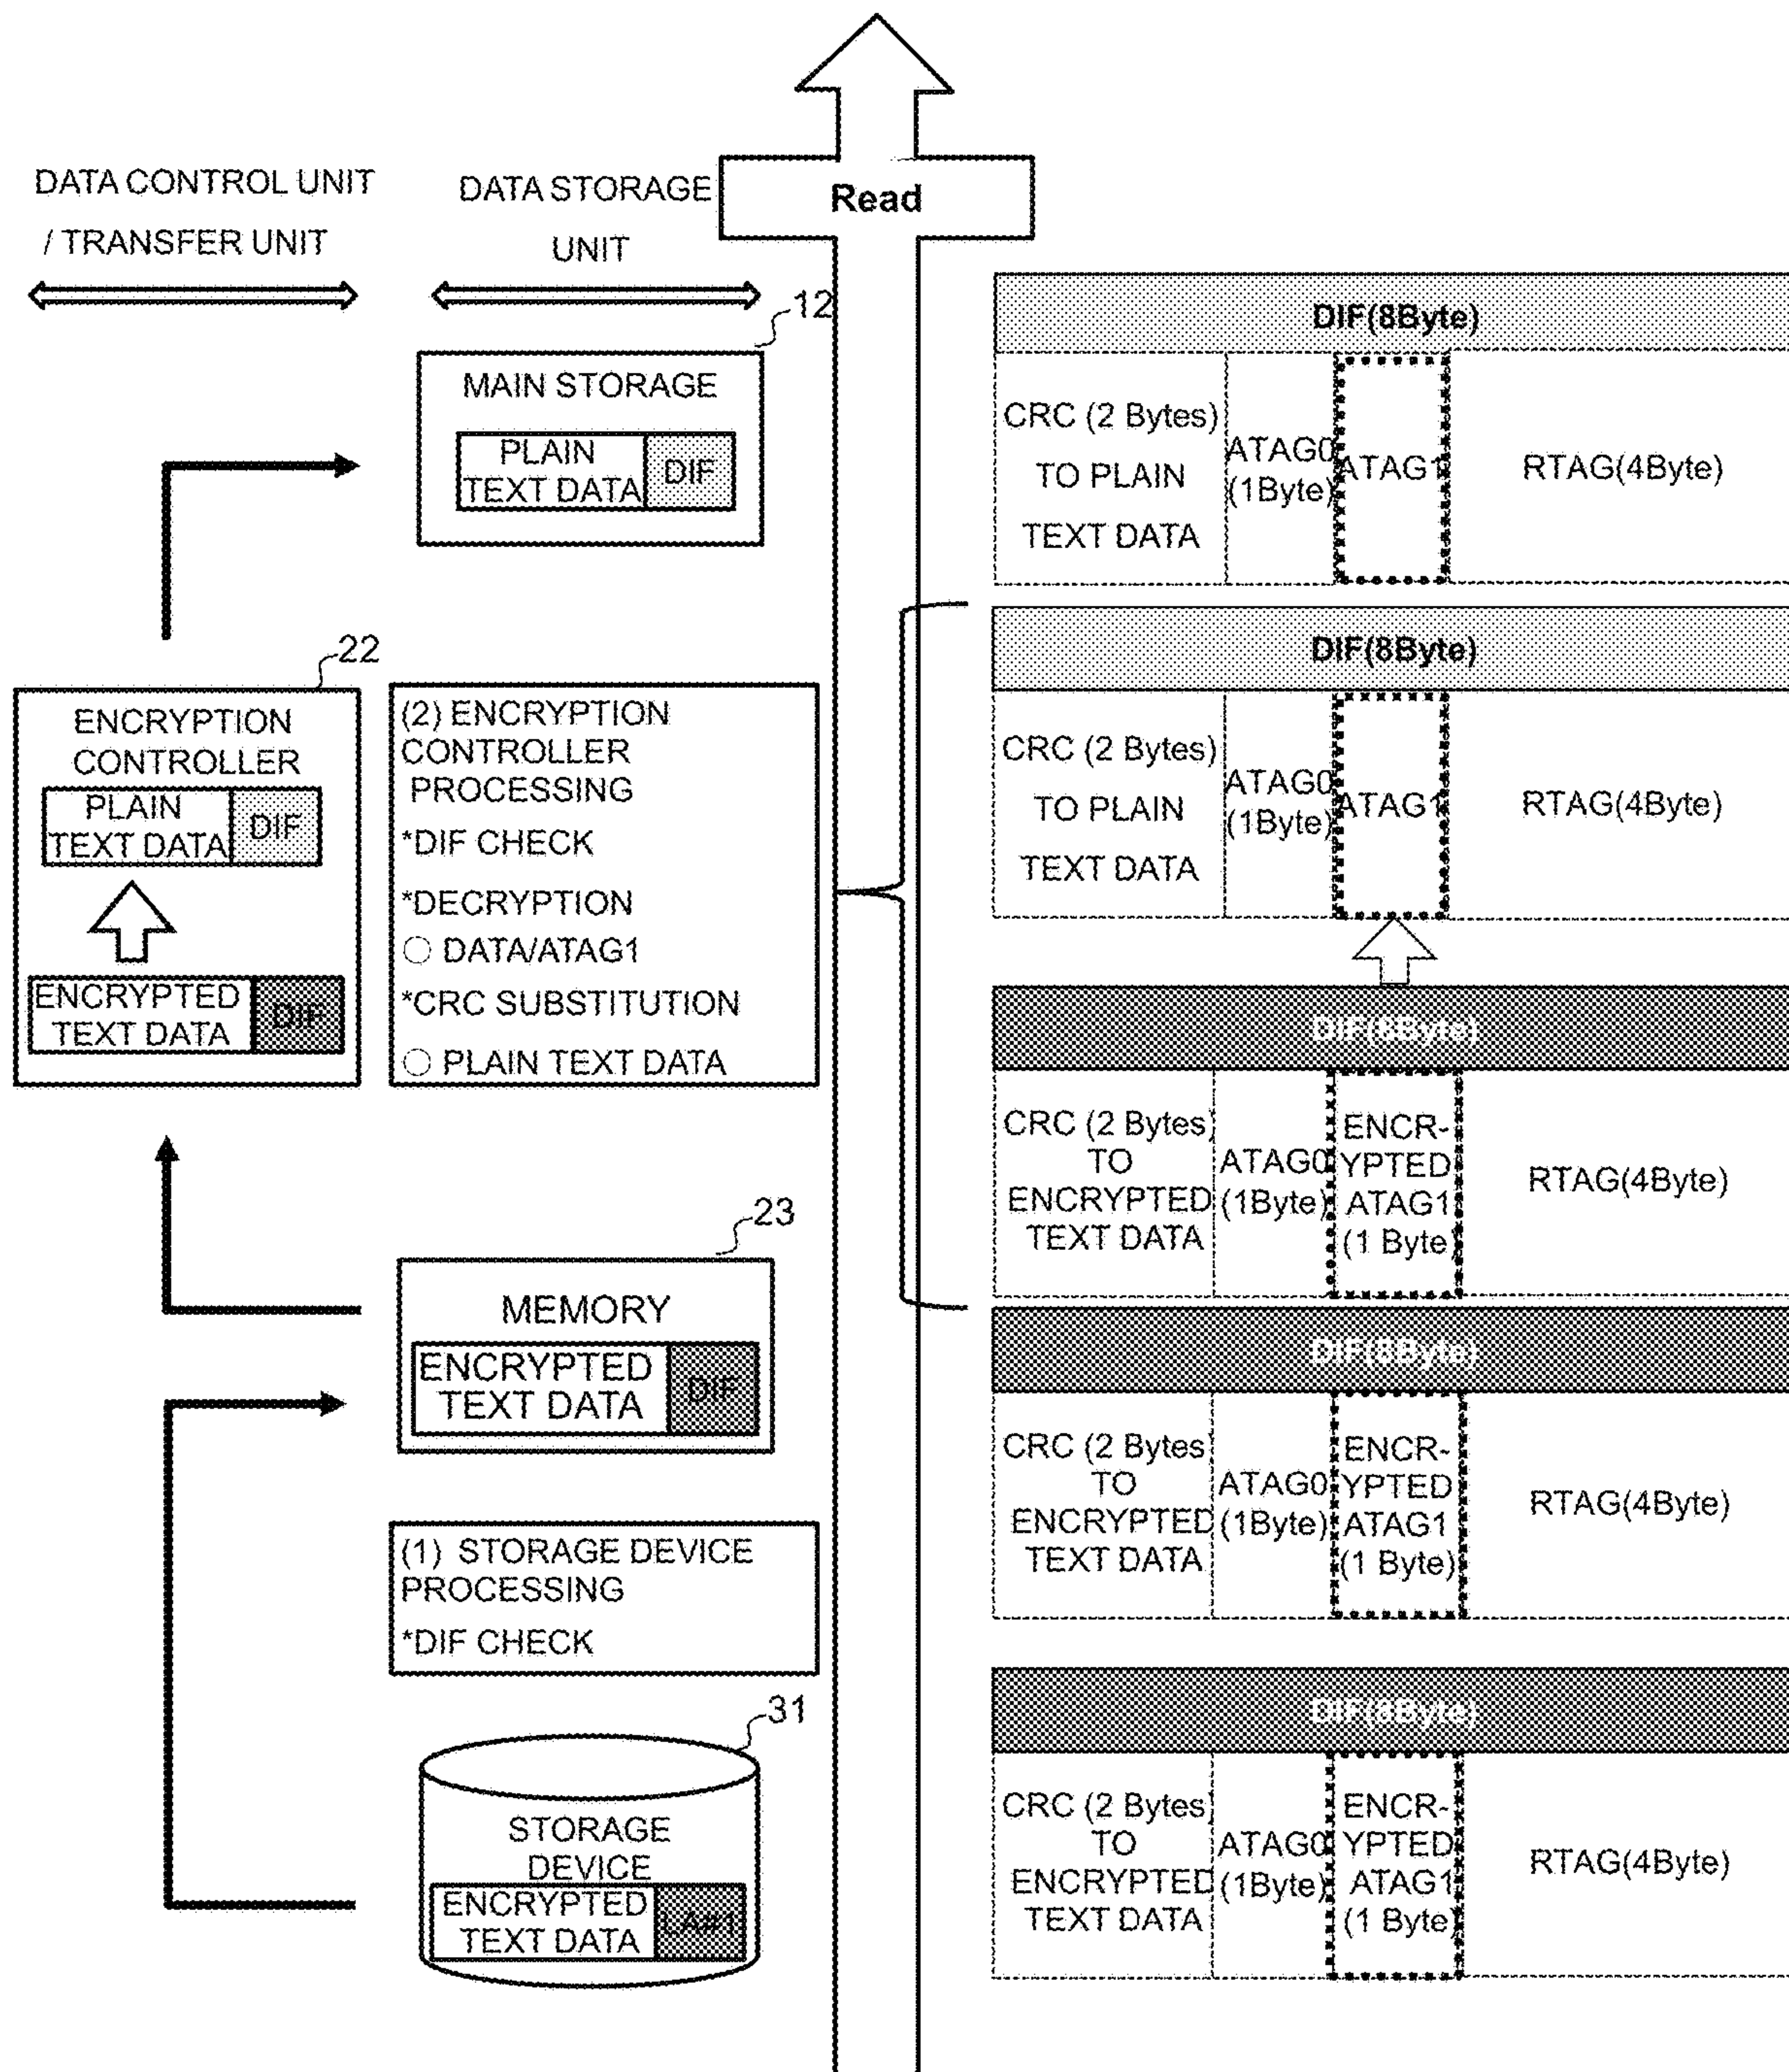 DATA CONTROL UNIT
/ TRANSFER UNIT
DATA STORAGE
UNIT
Read
12
MAIN STORAGE
PLAIN
TEXT DATA
DIF
22
ENCRYPTION
CONTROLLER
PLAIN
TEXT DATA
DIF
ENCRYPTED
TEXT DATA
DIF
(2) ENCRYPTION
CONTROLLER
PROCESSING
*DIF CHECK
*DECRYPTION
○ DATA/ATAG1
*CRC SUBSTITUTION
○ PLAIN TEXT DATA
23
MEMORY
ENCRYPTED
TEXT DATA
DIF
(1) STORAGE DEVICE
PROCESSING
*DIF CHECK
31
STORAGE
DEVICE
ENCRYPTED
TEXT DATA
LA#1
DIF(8Byte)
CRC (2 Bytes)
TO PLAIN
TEXT DATA
ATAG0
(1Byte)
ATAG1
RTAG(4Byte)
DIF(8Byte)
CRC (2 Bytes)
TO PLAIN
TEXT DATA
ATAG0
(1Byte)
ATAG1
RTAG(4Byte)
DIF(8Byte)
CRC (2 Bytes)
TO
ENCRYPTED
TEXT DATA
ATAG0
(1Byte)
ENCR-
YPTED
ATAG1
(1 Byte)
RTAG(4Byte)
DIF(8Byte)
CRC (2 Bytes
TO
ENCRYPTED
TEXT DATA
ATAG0
(1Byte)
ENCR-
YPTED
ATAG1
(1 Byte)
RTAG(4Byte)
DIF(8Byte)
CRC (2 Bytes)
TO
ENCRYPTED
TEXT DATA
ATAG0
(1Byte)
ENCR-
YPTED
ATAG1
(1 Byte)
RTAG(4Byte)